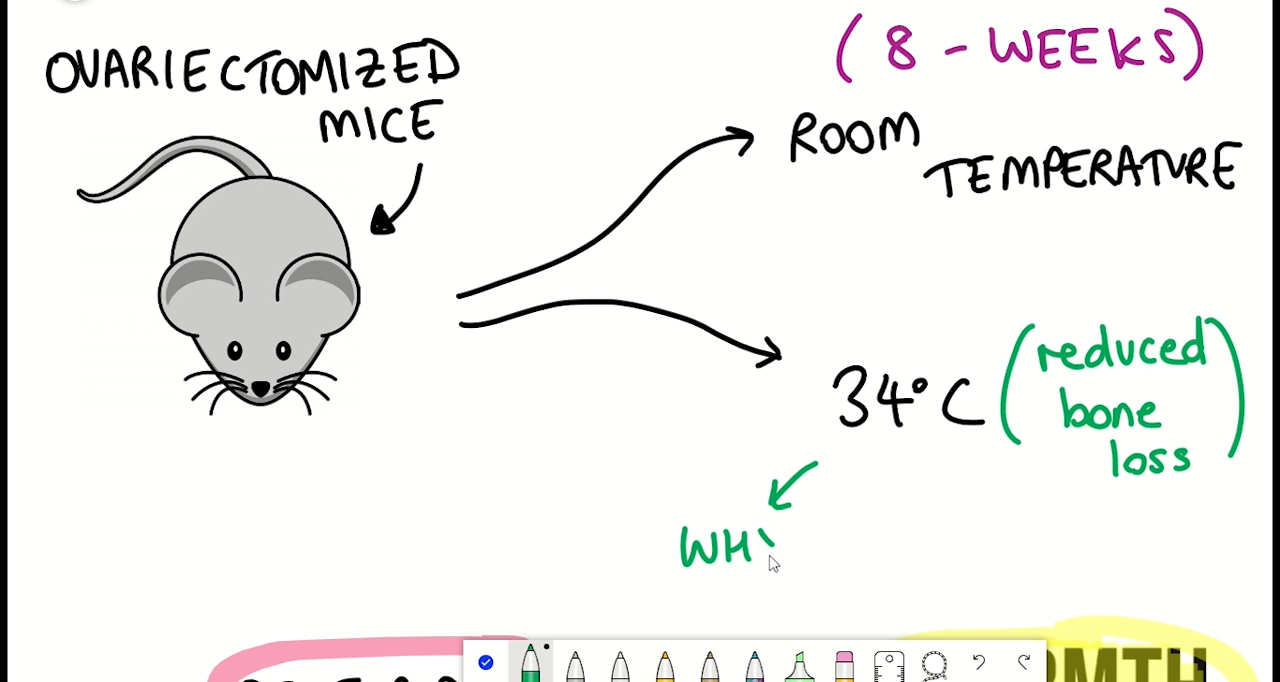 (8-WEEKS)
OVARIECTOMIZED
MICE
ROOM
TEMPERATURE
34°C (reduced
bone
loss)